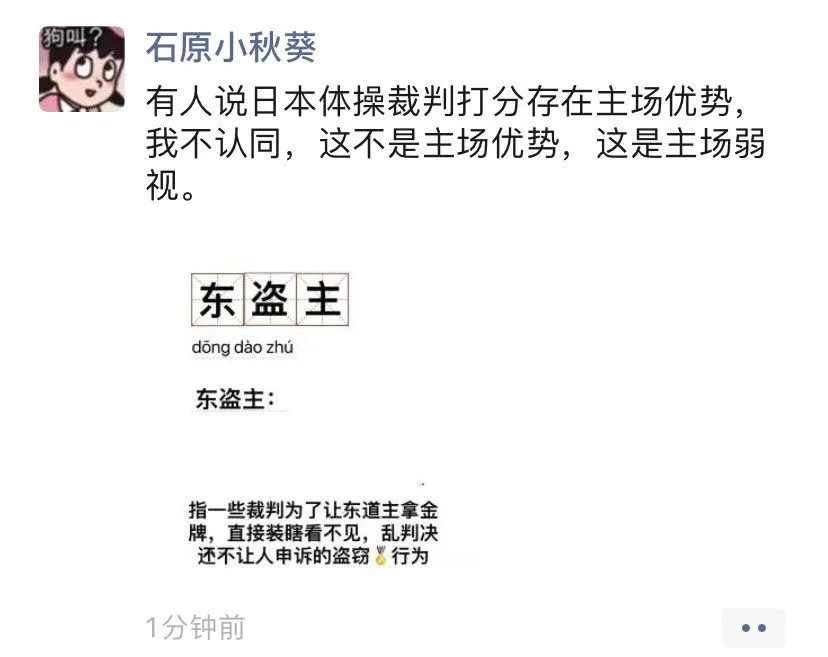 狗叫？
石原小秋葵
有人说日本体操裁判打分存在主场优势，
我不认同，这不是主场优势，这是主场弱
视。
东盗主
dōng dào zhú
东盗主：
指一些裁判为了让东道主拿金
牌，直接装瞎看不见，乱判决
还不让人申诉的盗窃🏅行为
1分钟前